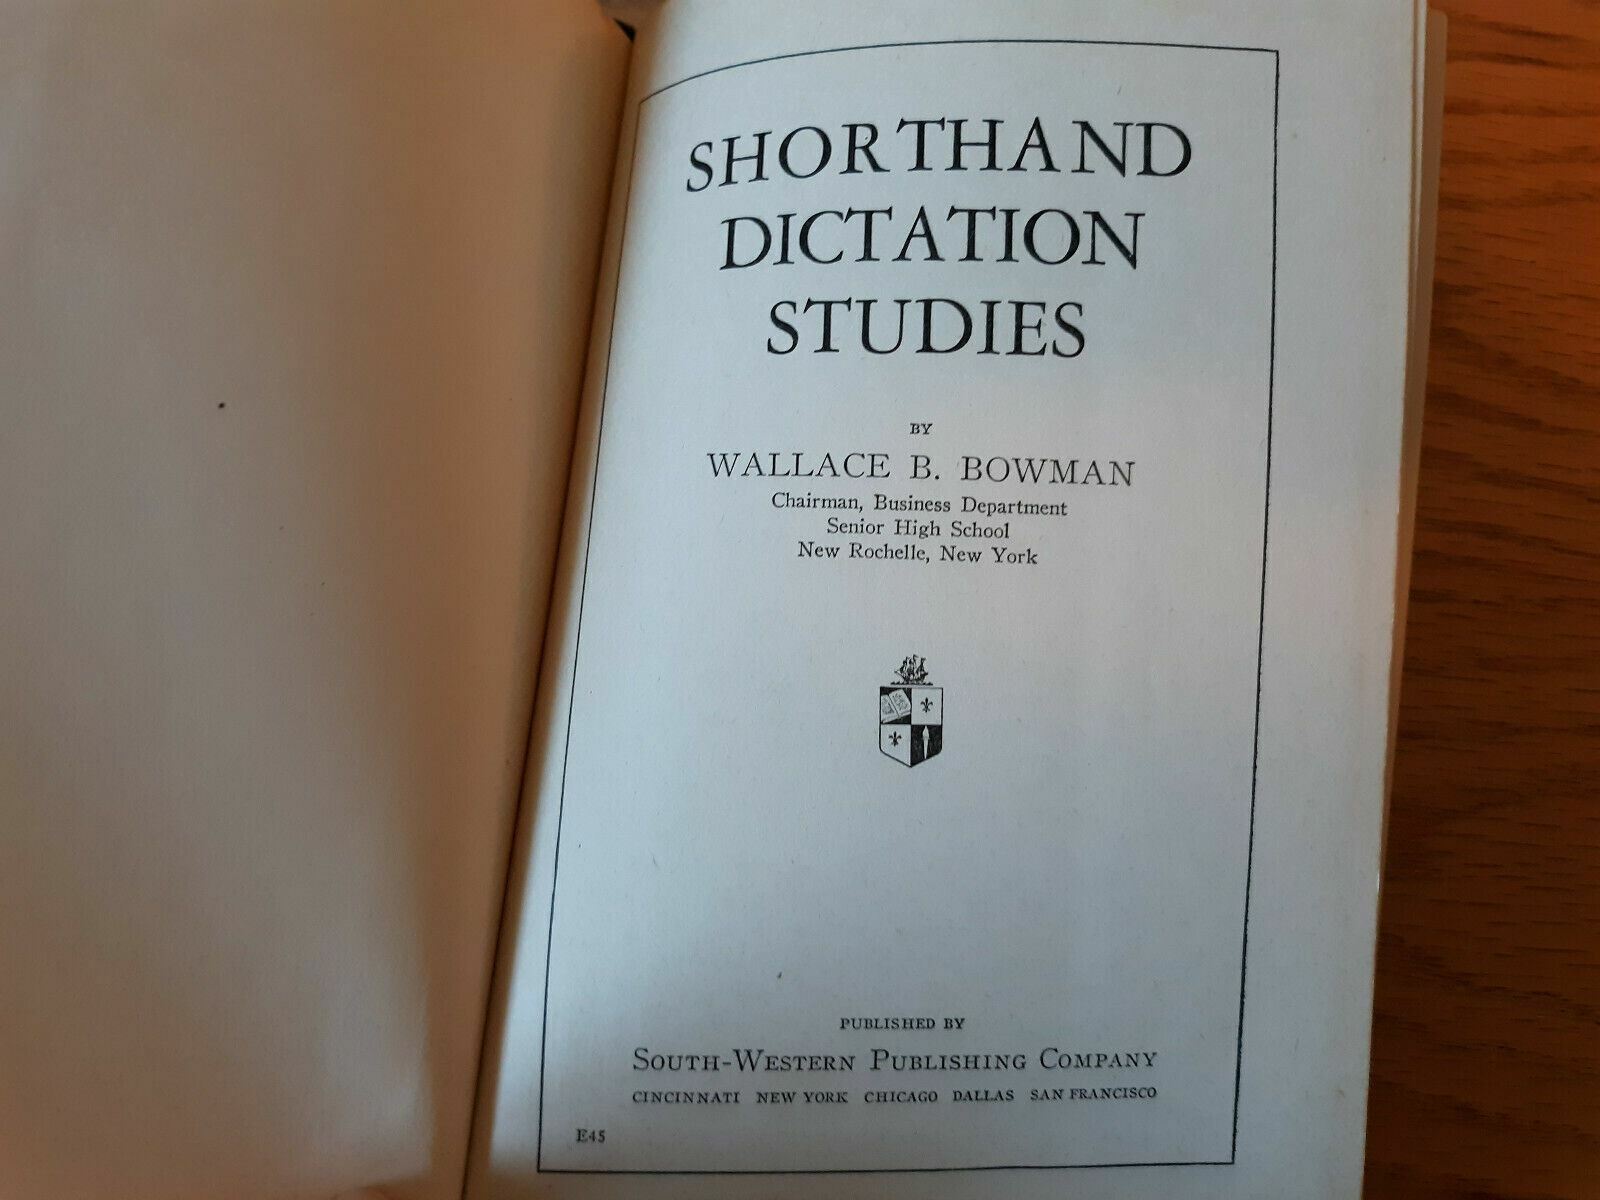 SHORTHAND
DICTATION
STUDIES
BY
WALLACE B. BOWMAN
Chairman, Business Department
Senior High School
New Rochelle, New York
PUBLISHED BY
SOUTH-WESTERN PUBLISHING COMPANY
CINCINNATI NEW YORK CHICAGO DALLAS SAN FRANCISCO
E45